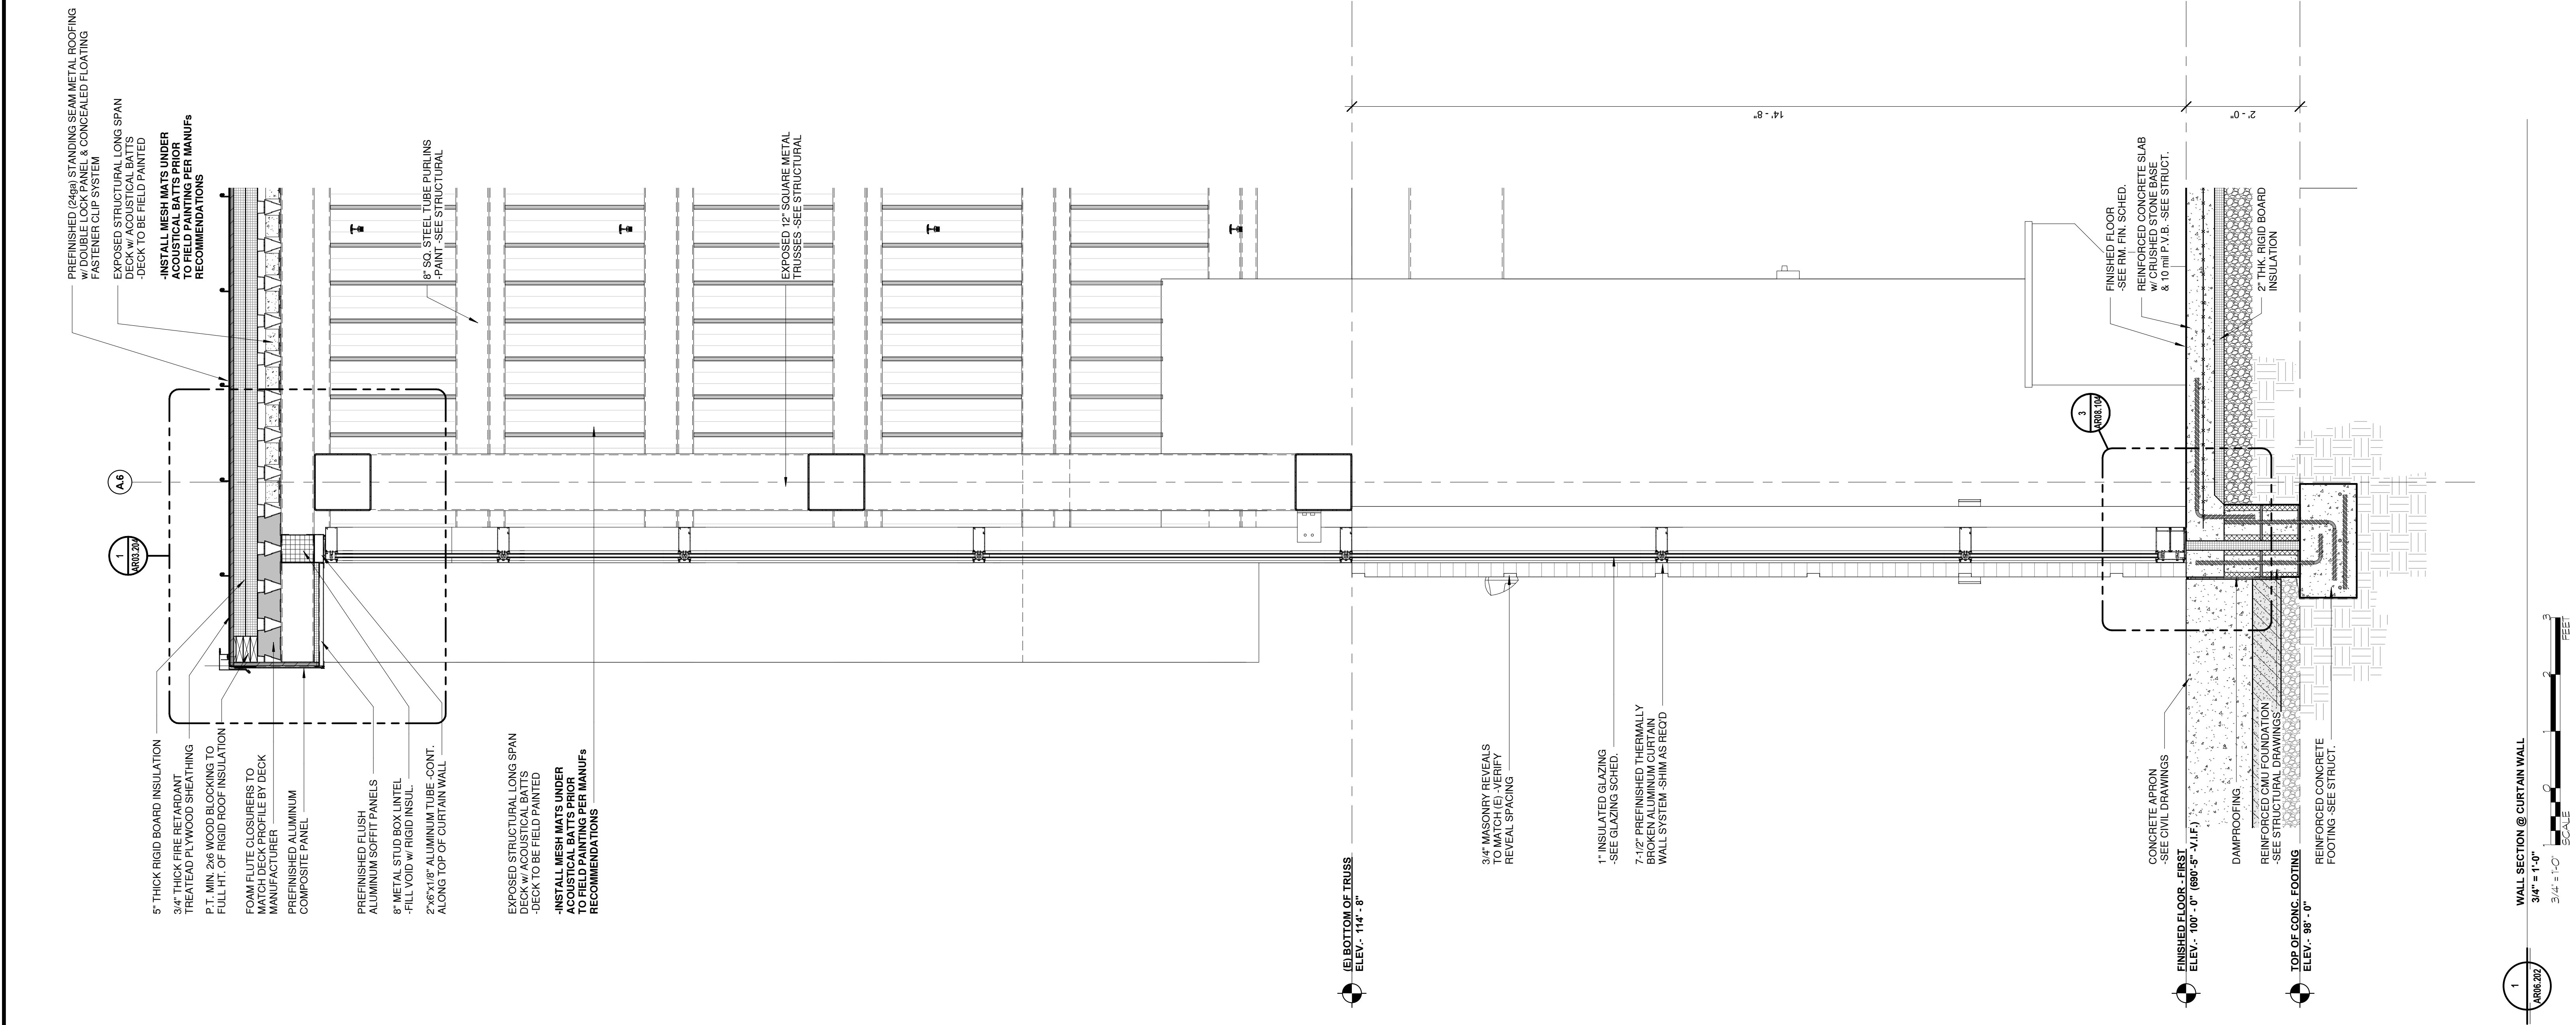 PREFINISHED (24ga) STANDING SEAM METAL ROOFING
w/ DOUBLE LOCK PANEL & CONCEALED FLOATING
FASTENER CLIP SYSTEM
EXPOSED STRUCTURAL LONG SPAN
DECK w/ ACOUSTICAL BATTS
-DECK TO BE FIELD PAINTED
-INSTALL MESH MATS UNDER
ACOUSTICAL BATTS PRIOR
TO FIELD PAINTING PER MANUFs
RECOMMENDATIONS
8" SQ. STEEL TUBE PURLINS
-PAINT -SEE STRUCTURAL
EXPOSED 12" SQUARE METAL
TRUSSES -SEE STRUCTURAL
14' - 8"
2' - 0"
FINISHED FLOOR
-SEE RM. FIN. SCHED.
REINFORCED CONCRETE SLAB
w/ CRUSHED STONE BASE
& 10 mil P.V.B. -SEE STRUCT.
2" THK. RIGID BOARD
INSULATION
A.6
1
AR03.204
3
AR08.104
5" THICK RIGID BOARD INSULATION
3/4" THICK FIRE RETARDANT
TREATEAD PLYWOOD SHEATHING
P.T. MIN. 2x6 WOOD BLOCKING TO
FULL HT. OF RIGID ROOF INSULATION
FOAM FLUTE CLOSURERS TO
MATCH DECK PROFILE BY DECK
MANUFACTURER
PREFINISHED ALUMINUM
COMPOSITE PANEL
PREFINISHED FLUSH
ALUMINUM SOFFIT PANELS
8" METAL STUD BOX LINTEL
-FILL VOID w/ RIGID INSUL.
2"x6"x1/8" ALUMINUM TUBE -CONT.
ALONG TOP OF CURTAIN WALL
EXPOSED STRUCTURAL LONG SPAN
DECK w/ ACOUSTICAL BATTS
-DECK TO BE FIELD PAINTED
-INSTALL MESH MATS UNDER
ACOUSTICAL BATTS PRIOR
TO FIELD PAINTING PER MANUFs
RECOMMENDATIONS
3/4" MASONRY REVEALS
TO MATCH (E) -VERIFY
REVEAL SPACING
1" INSULATED GLAZING
-SEE GLAZING SCHED.
7-1/2" PREFINISHED THERMALLY
BROKEN ALUMINUM CURTAIN
WALL SYSTEM -SHIM AS REQ'D
CONCRETE APRON
-SEE CIVIL DRAWINGS
DAMPROOFING
REINFORCED CMU FOUNDATION
-SEE STRUCTURAL DRAWINGS
REINFORCED CONCRETE
FOOTING -SEE STRUCT.
(E) BOTTOM OF TRUSS
ELEV.- 114' - 8"
FINISHED FLOOR - FIRST
ELEV.- 100' - 0" (690'-5" -V.I.F.)
TOP OF CONC. FOOTING
ELEV.- 98' - 0"
1
AR06.202
WALL SECTION @ CURTAIN WALL
3/4" = 1'-0"
3/4" = 1'-0"
1 0 1 2 3
SCALE FEET